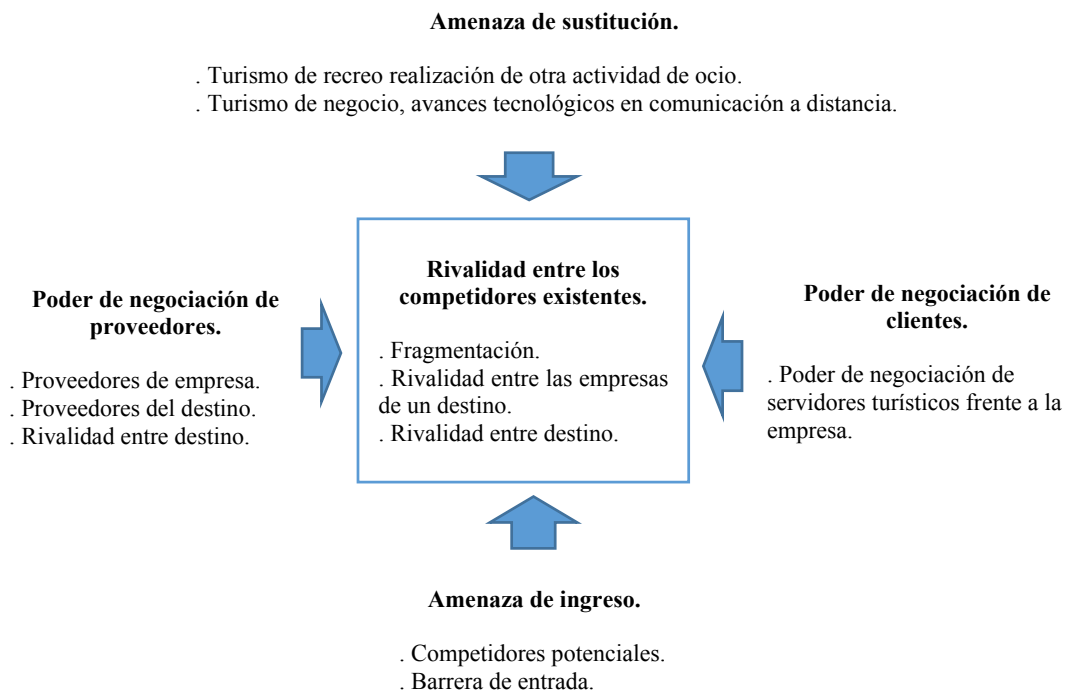 Amenaza de sustitución.
. Turismo de recreo realización de otra actividad de ocio.
. Turismo de negocio, avances tecnológicos en comunicación a distancia.
Poder de negociación de
proveedores.
. Proveedores de empresa.
. Proveedores del destino.
. Rivalidad entre destino.
Rivalidad entre los
competidores existentes.
. Fragmentación.
. Rivalidad entre las empresas
de un destino.
. Rivalidad entre destino.
Poder de negociación de
clientes.
. Poder de negociación de
servidores turísticos frente a la
empresa.
Amenaza de ingreso.
. Competidores potenciales.
. Barrera de entrada.